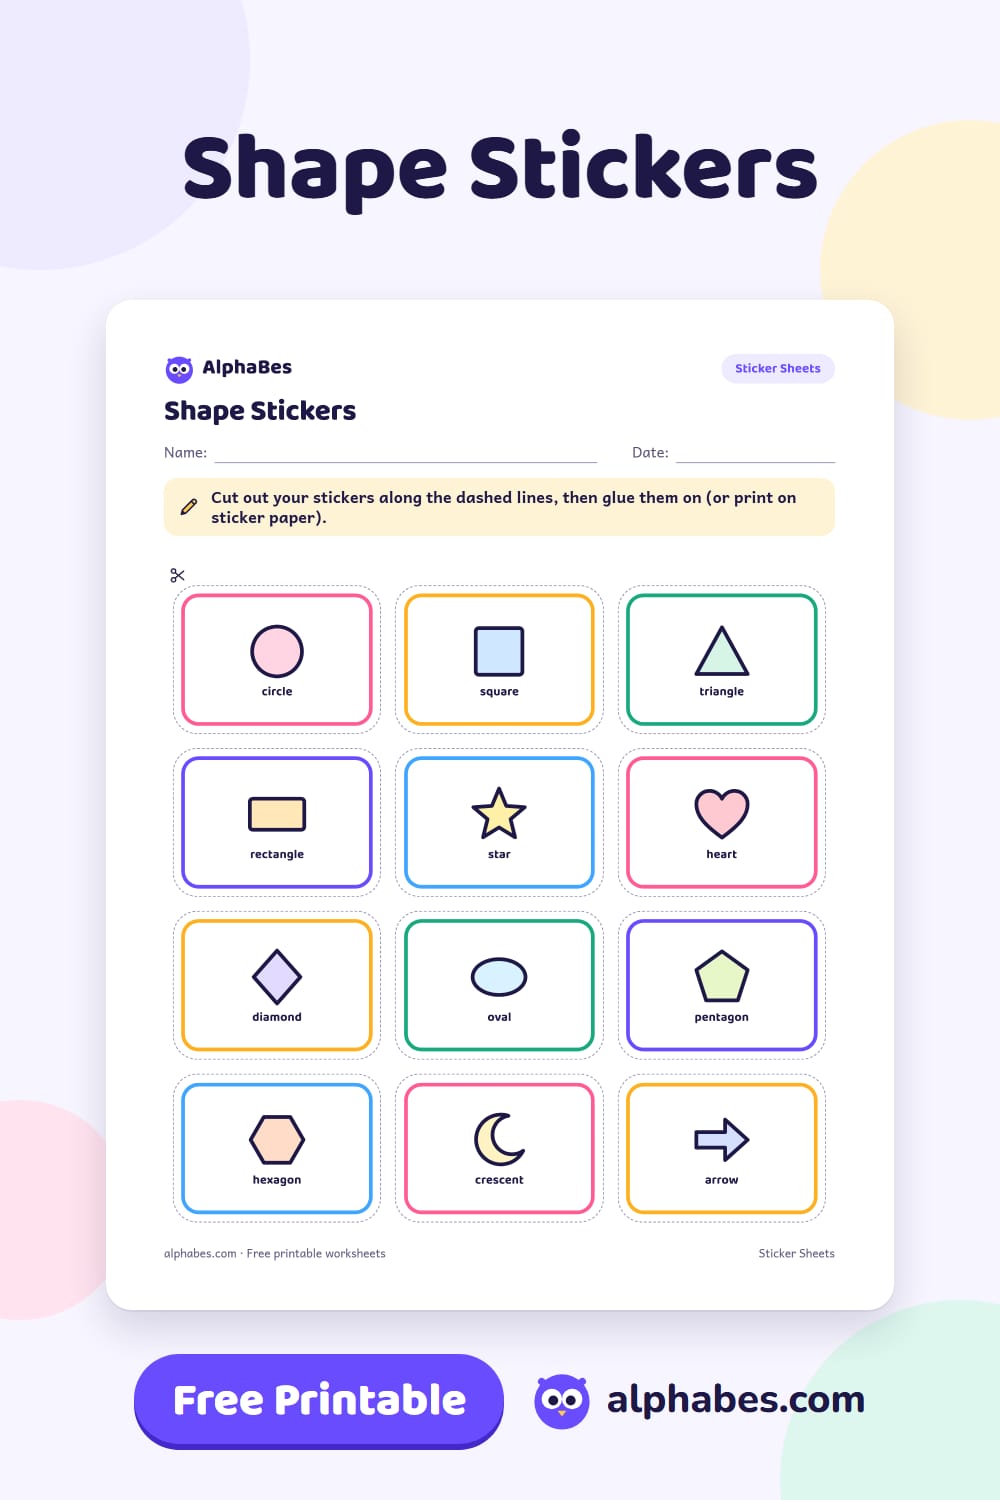 Shape Stickers
AlphaBes
Sticker Sheets
Shape Stickers
Name:
Date:
Cut out your stickers along the dashed lines, then glue them on (or print on
sticker paper).
circle
square
triangle
rectangle
star
heart
diamond
oval
pentagon
hexagon
crescent
arrow
alphabes.com · Free printable worksheets
Sticker Sheets
Free Printable
alphabes.com